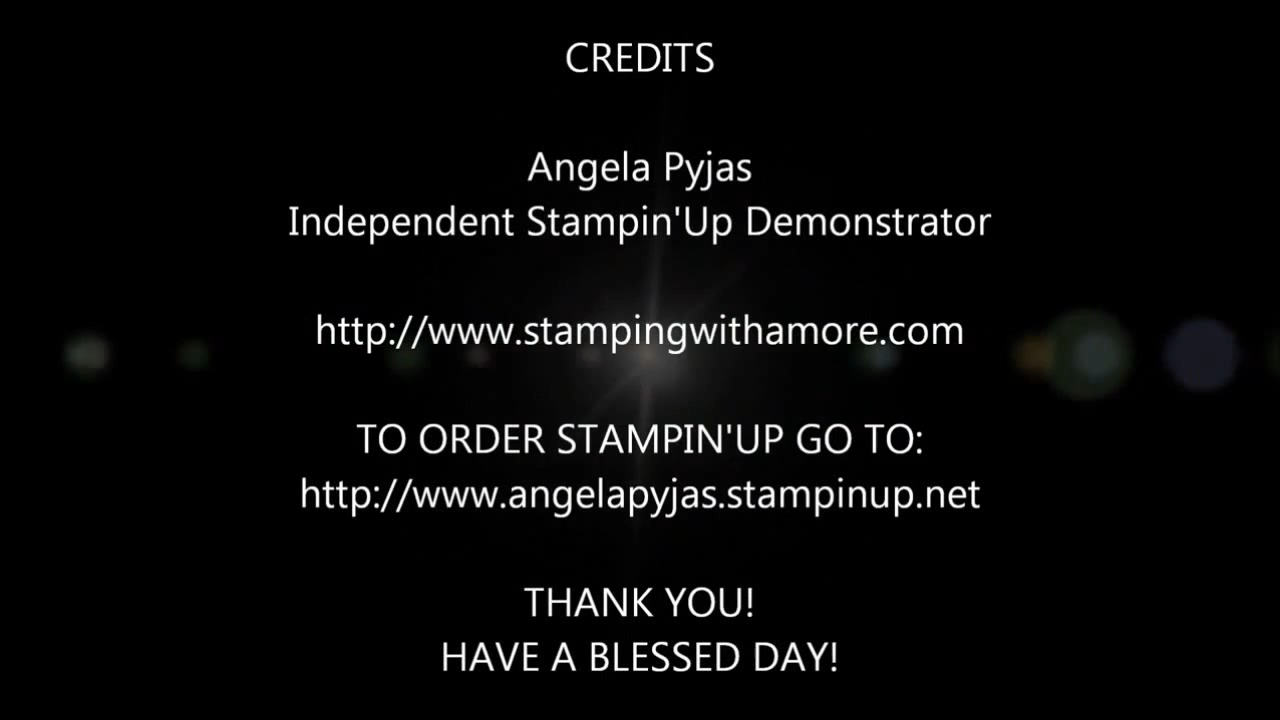 CREDITS
Angela Pyjas
Independent Stampin'Up Demonstrator
http://www.stampingwithamore.com
TO ORDER STAMPIN'UP GO TO:
http://www.angelapyjas.stampinup.net
THANK YOU!
HAVE A BLESSED DAY!